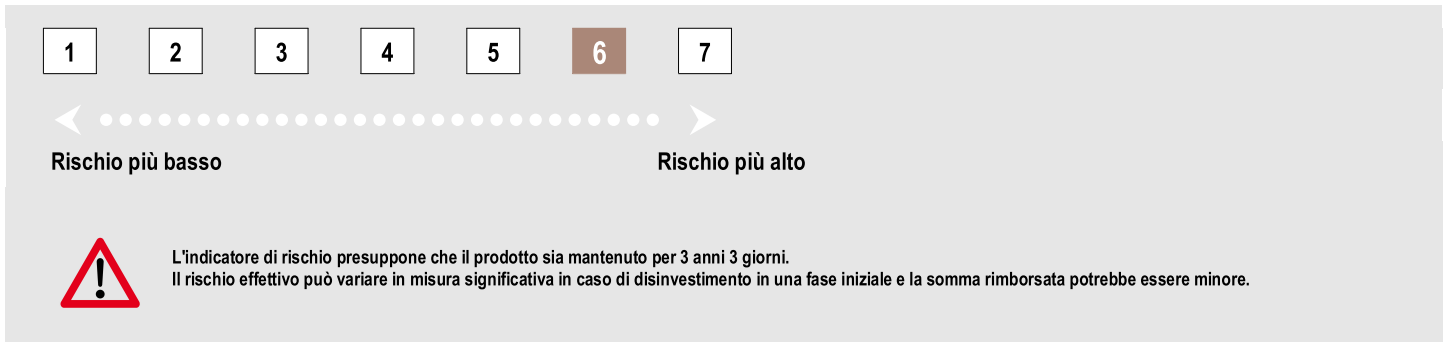 1 2 3 4 5 6 7
Rischio più basso Rischio più alto
L'indicatore di rischio presuppone che il prodotto sia mantenuto per 3 anni 3 giorni.
Il rischio effettivo può variare in misura significativa in caso di disinvestimento in una fase iniziale e la somma rimborsata potrebbe essere minore.